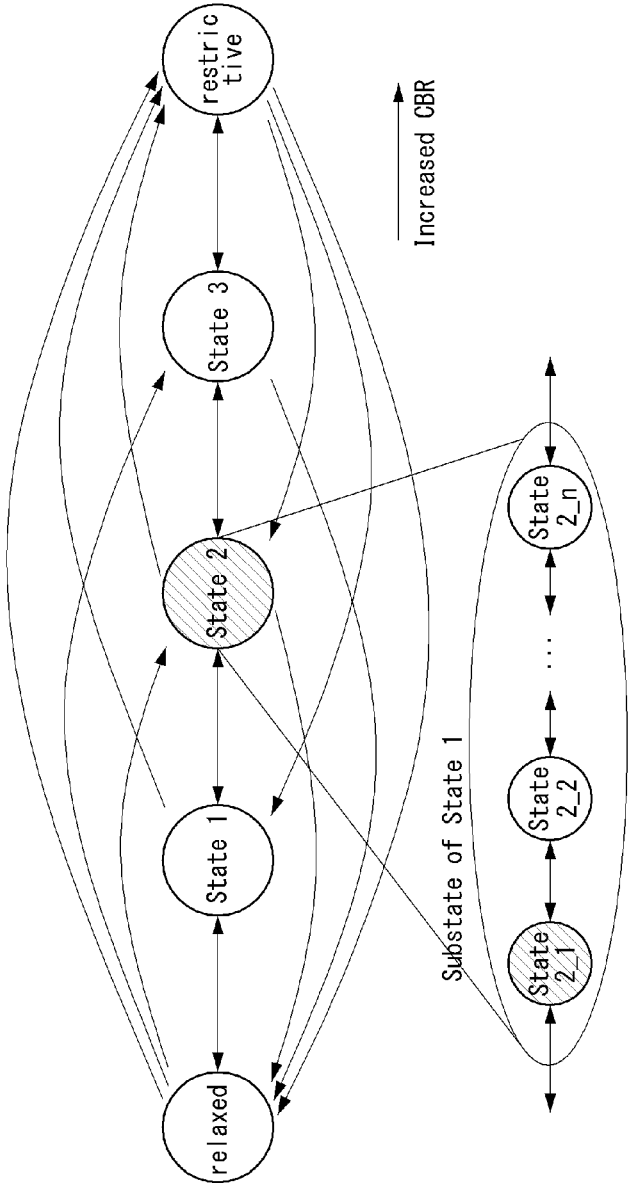 relaxed
State 1
State 2
State 3
restric
tive
Increased CBR
Substate of State 1
State
2_1
State
2_2
...
State
2_n